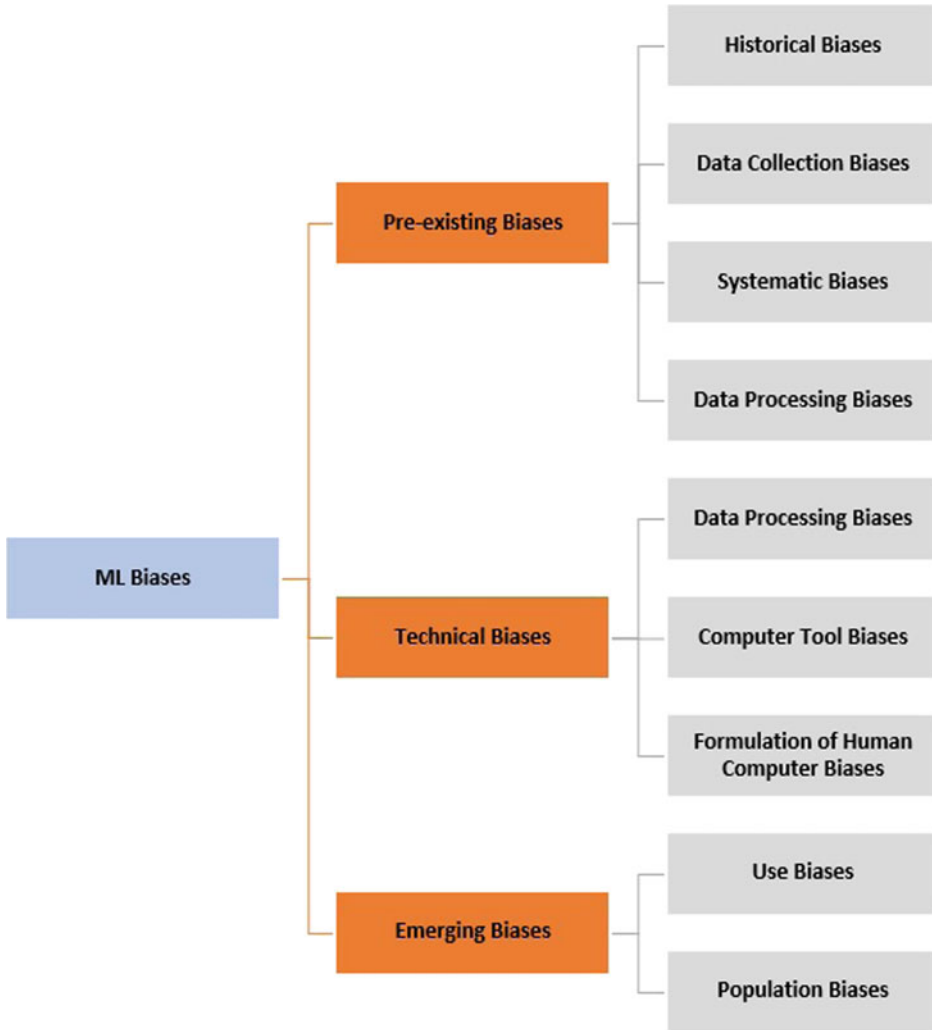 Historical Biases
Data Collection Biases
Pre-existing Biases
Systematic Biases
Data Processing Biases
Data Processing Biases
ML Biases
Technical Biases
Computer Tool Biases
Formulation of Human
Computer Biases
Use Biases
Emerging Biases
Population Biases